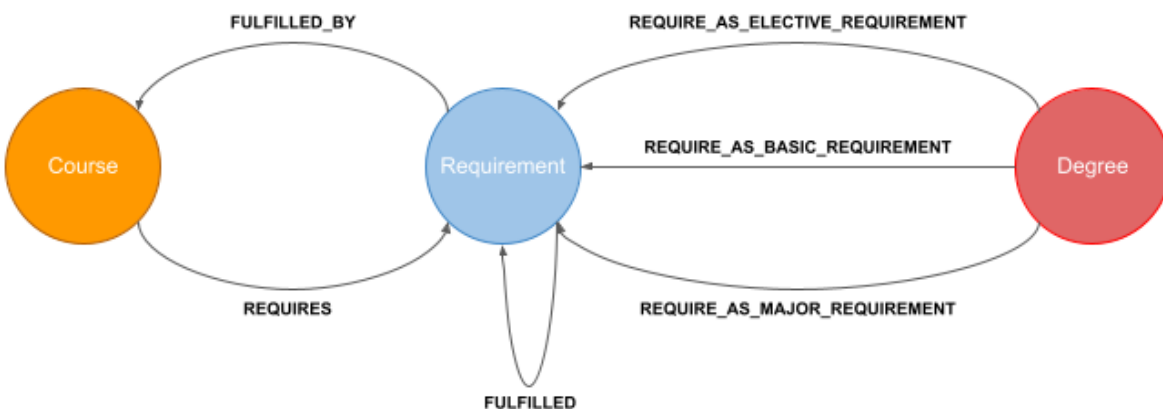 FULFILLED_BY
REQUIRE_AS_ELECTIVE_REQUIREMENT
REQUIRE_AS_BASIC_REQUIREMENT
Course
Requirement
Degree
REQUIRES
REQUIRE_AS_MAJOR_REQUIREMENT
FULFILLED